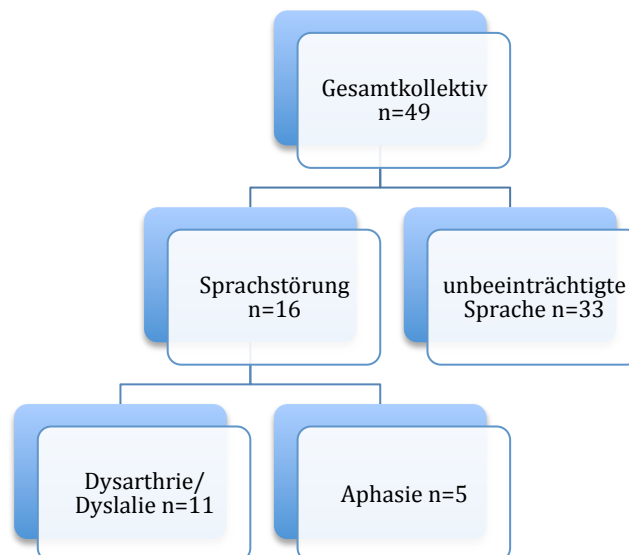 Gesamtkollektiv
n=49
Sprachstörung
n=16
unbeeinträchtigte
Sprache n=33
Dysarthrie/
Dyslalie n=11
Aphasie n=5